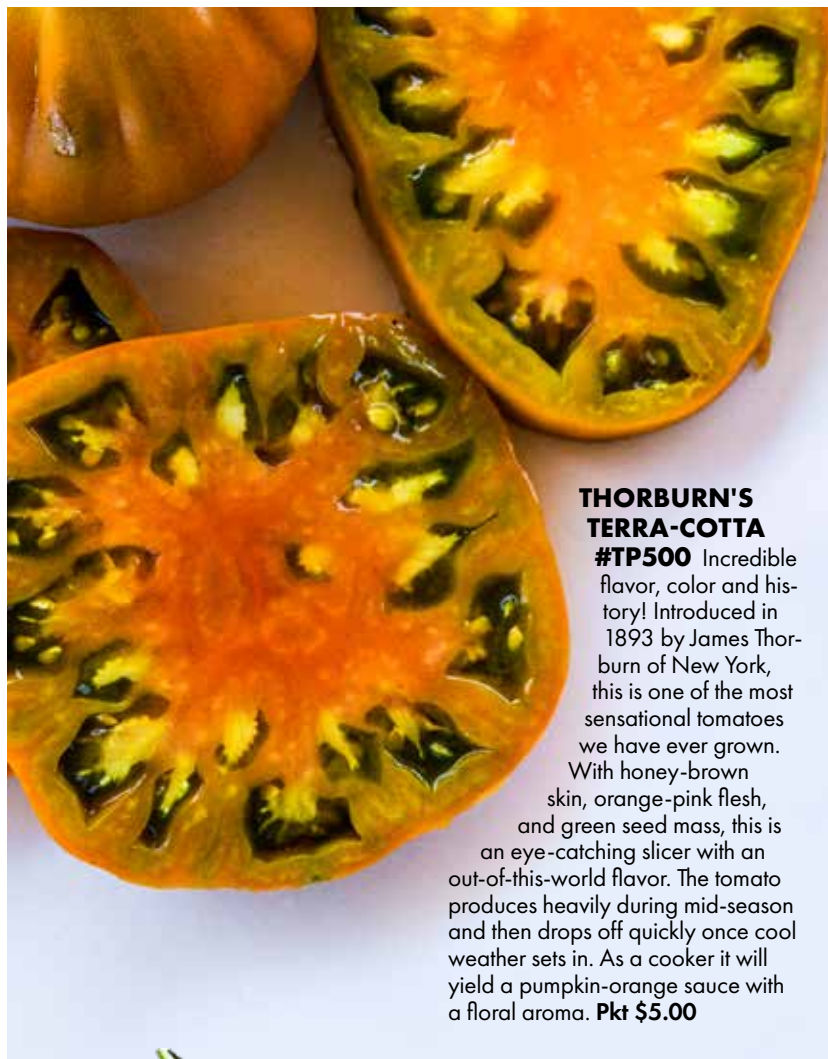 THORBURN'S
TERRA-COTTA
#TP500 Incredible
flavor, color and his-
tory! Introduced in
1893 by James Thor-
burn of New York,
this is one of the most
sensational tomatoes
we have ever grown.
With honey-brown
skin, orange-pink flesh,
and green seed mass, this is
an eye-catching slicer with an
out-of-this-world flavor. The tomato
produces heavily during mid-season
and then drops off quickly once cool
weather sets in. As a cooker it will
yield a pumpkin-orange sauce with
a floral aroma. Pkt $5.00